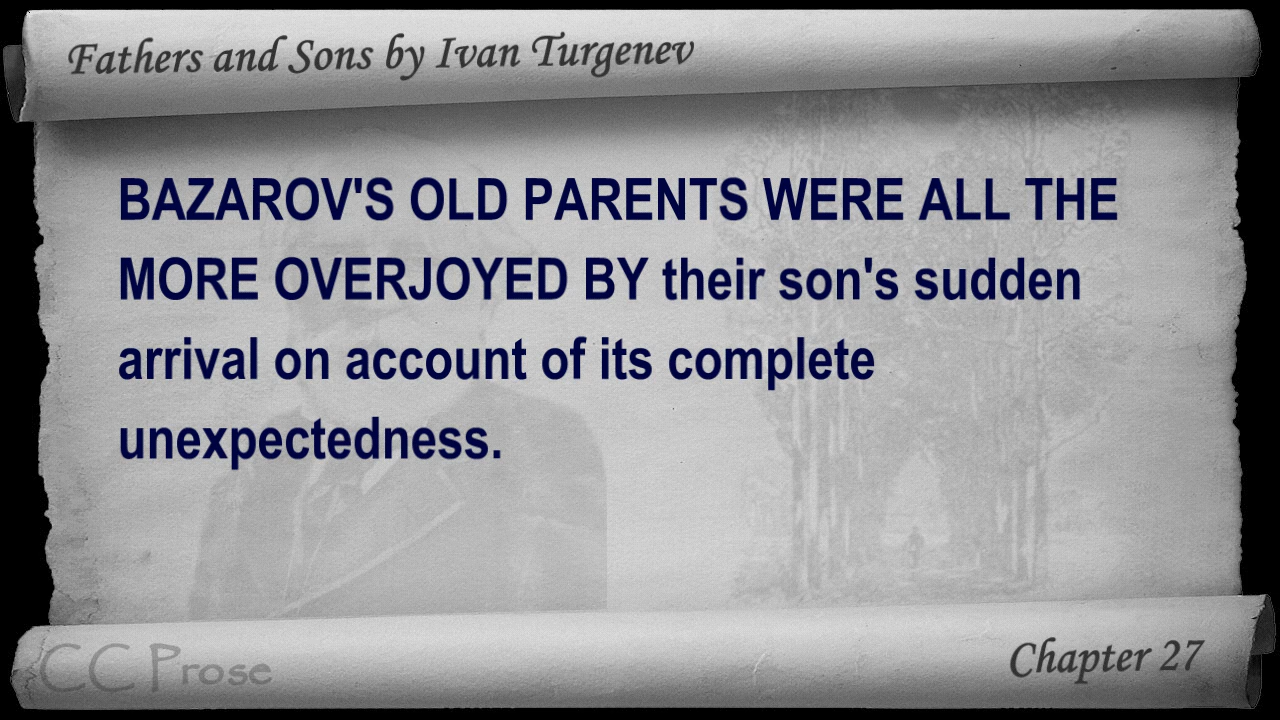 Fathers and Sons by Ivan Turgenev
BAZAROV'S OLD PARENTS WERE ALL THE
MORE OVERJOYED BY their son's sudden
arrival on account of its complete
unexpectedness.
CC Prose
Chapter 27